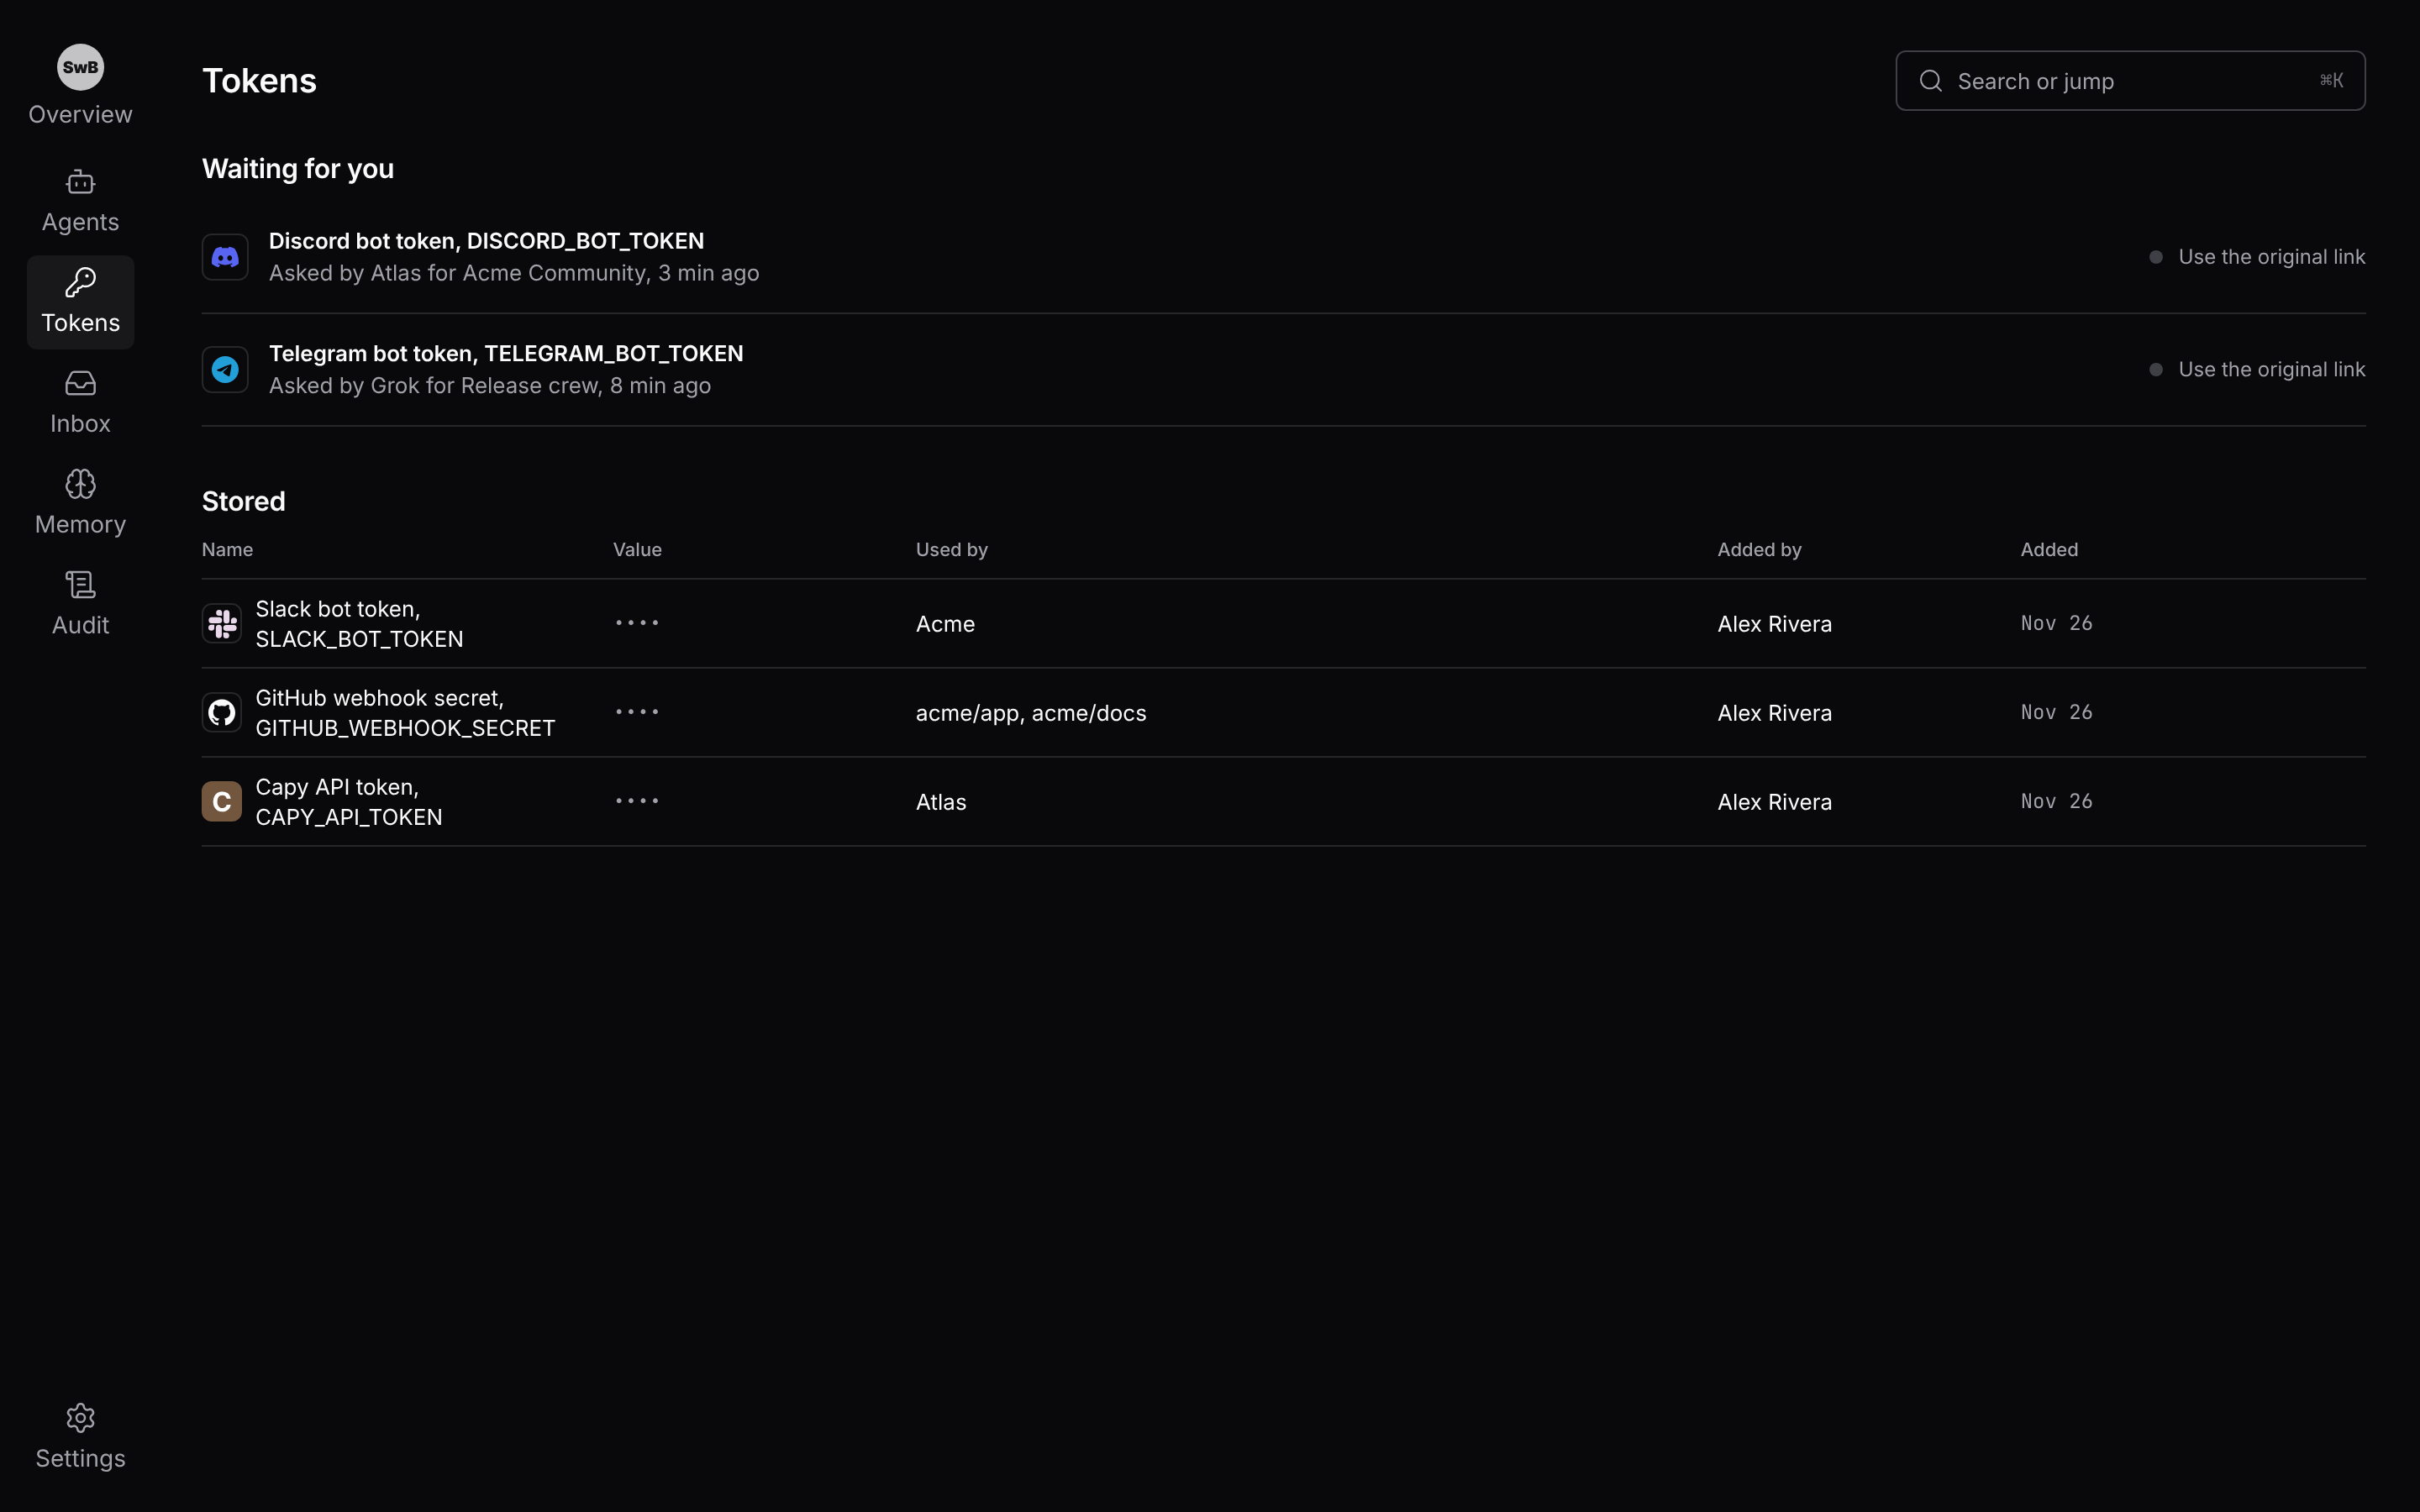 SwB
Overview
Agents
Tokens
Inbox
Memory
Audit
Settings
Tokens
Search or jump
⌘K
Waiting for you
Discord bot token, DISCORD_BOT_TOKEN
Asked by Atlas for Acme Community, 3 min ago
Use the original link
Telegram bot token, TELEGRAM_BOT_TOKEN
Asked by Grok for Release crew, 8 min ago
Use the original link
Stored
Name Value Used by Added by Added
Slack bot token,
SLACK_BOT_TOKEN
•••• Acme Alex Rivera Nov 26
GitHub webhook secret,
GITHUB_WEBHOOK_SECRET
•••• acme/app, acme/docs Alex Rivera Nov 26
C
Capy API token,
CAPY_API_TOKEN
•••• Atlas Alex Rivera Nov 26